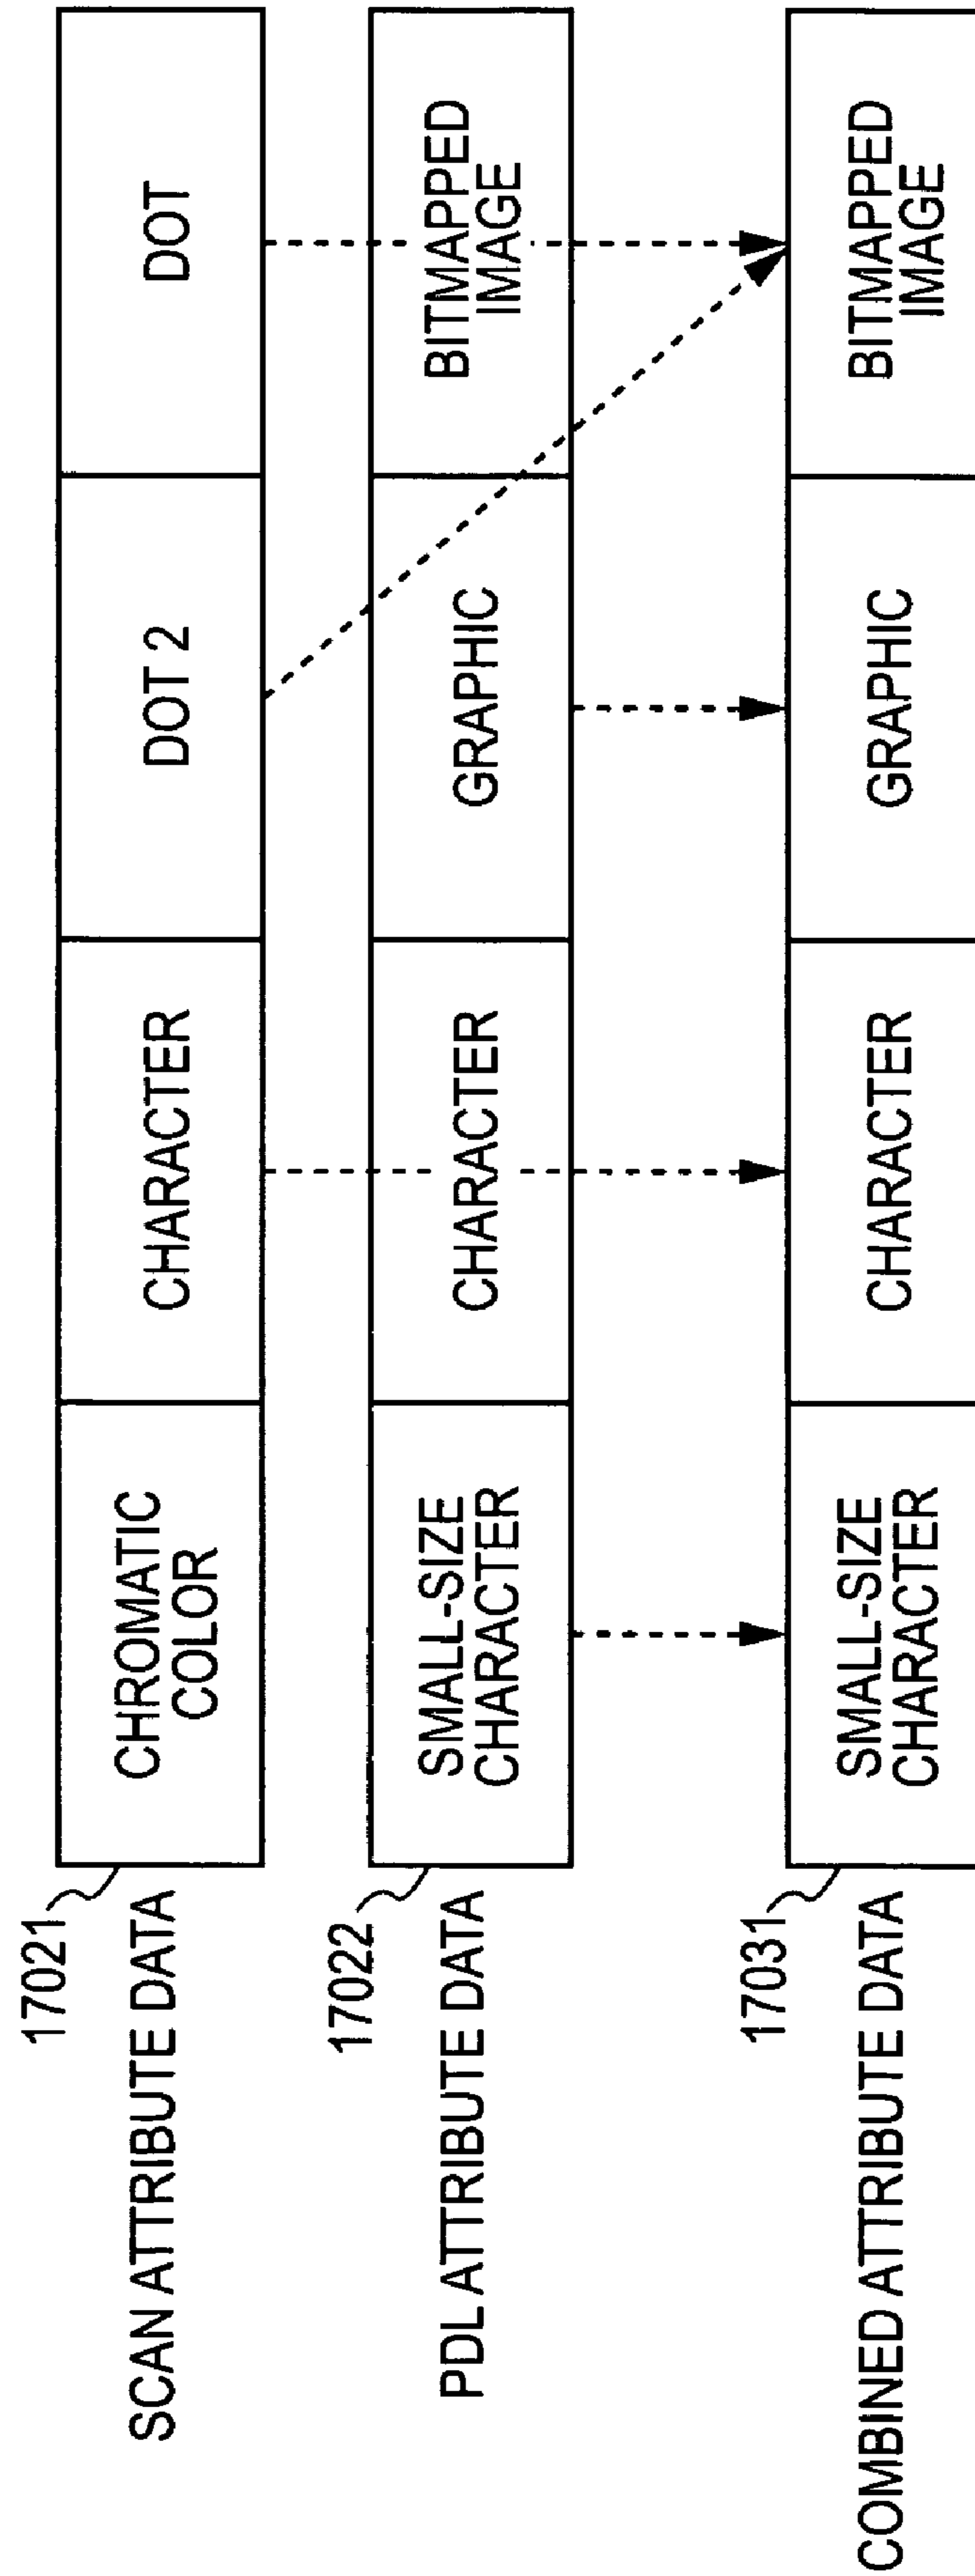 17021
SCAN ATTRIBUTE DATA
CHROMATIC
COLOR
CHARACTER
DOT 2
DOT
17022
PDL ATTRIBUTE DATA
SMALL-SIZE
CHARACTER
CHARACTER
GRAPHIC
BITMAPPED
IMAGE
17031
COMBINED ATTRIBUTE DATA
SMALL-SIZE
CHARACTER
CHARACTER
GRAPHIC
BITMAPPED
IMAGE